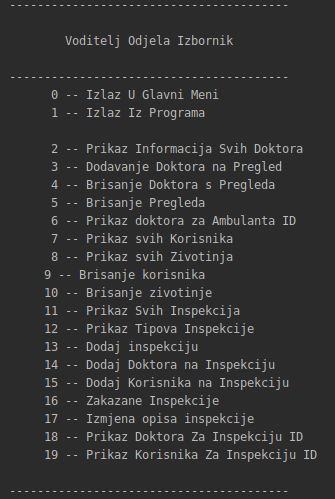 ----------------------------------------
Voditelj Odjela Izbornik
----------------------------------------
0 -- Izlaz U Glavni Meni
1 -- Izlaz Iz Programa
2 -- Prikaz Informacija Svih Doktora
3 -- Dodavanje Doktora na Pregled
4 -- Brisanje Doktora s Pregleda
5 -- Brisanje Pregleda
6 -- Prikaz doktora za Ambulanta ID
7 -- Prikaz svih Korisnika
8 -- Prikaz svih Zivotinja
9 -- Brisanje korisnika
10 -- Brisanje zivotinje
11 -- Prikaz Svih Inspekcija
12 -- Prikaz Tipova Inspekcije
13 -- Dodaj inspekciju
14 -- Dodaj Doktora na Inspekciju
15 -- Dodaj Korisnika na Inspekciju
16 -- Zakazane Inspekcije
17 -- Izmjena opisa inspekcije
18 -- Prikaz Doktora Za Inspekciju ID
19 -- Prikaz Korisnika Za Inspekciju ID
----------------------------------------